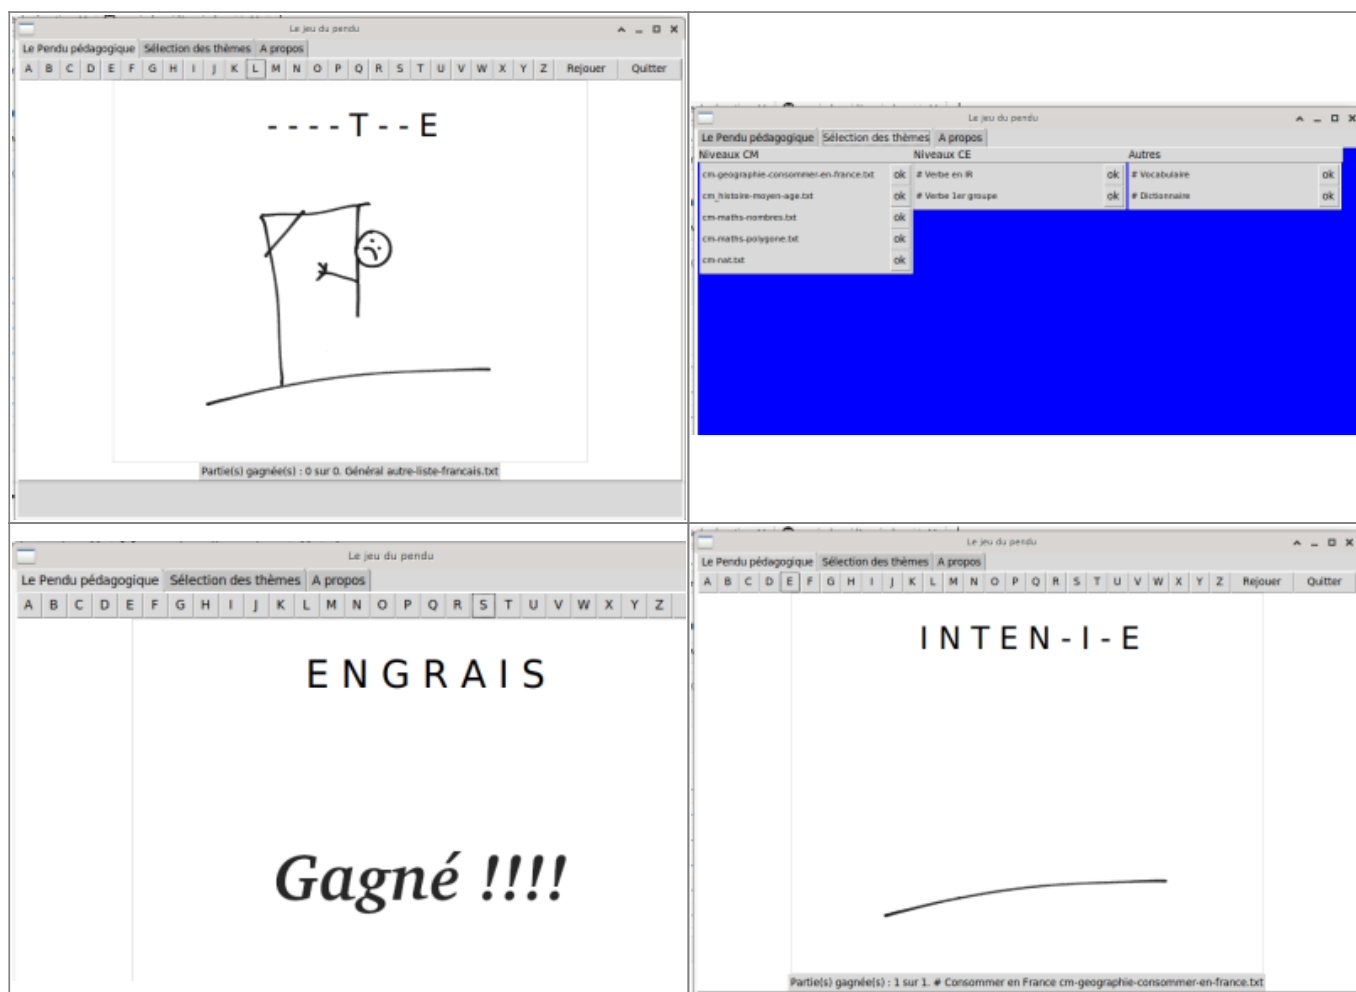 Le jeu du pendu
Le Pendu pédagogique Sélection des thèmes A propos
A B C D E F G H I J K L M N O P Q R S T U V W X Y Z Rejouer Quitter
- - - - T - - E
Partie(s) gagnée(s) : 0 sur 0. Général autre-liste-francais.txt
Le jeu du pendu
Le Pendu pédagogique Sélection des thèmes A propos
Niveaux CM Niveaux CE Autres
cm-geographie-consommer-en-france.txt ok # Verbe en IR ok # Vocabulaire ok
cm_histoire-moyen-age.txt ok # Verbe 1er groupe ok # Dictionnaire ok
cm-maths-nombres.txt ok
cm-maths-polygone.txt ok
cm-nat.txt ok
Le jeu du pendu
Le Pendu pédagogique Sélection des thèmes A propos
A B C D E F G H I J K L M N O P Q R S T U V W X Y Z
E N G R A I S
Gagné !!!!
Le jeu du pendu
Le Pendu pédagogique Sélection des thèmes A propos
A B C D E F G H I J K L M N O P Q R S T U V W X Y Z Rejouer Quitter
I N T E N - I - E
Partie(s) gagnée(s) : 1 sur 1. # Consommer en France cm-geographie-consommer-en-france.txt